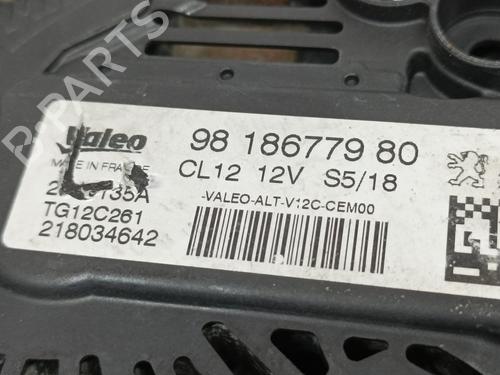 Valeo
MADE IN FRANCE
TG12C261
218034642
98 186779 80
CL12 12V S5/18
-VALEO-ALT-V12C-CEM00
B-PARTS